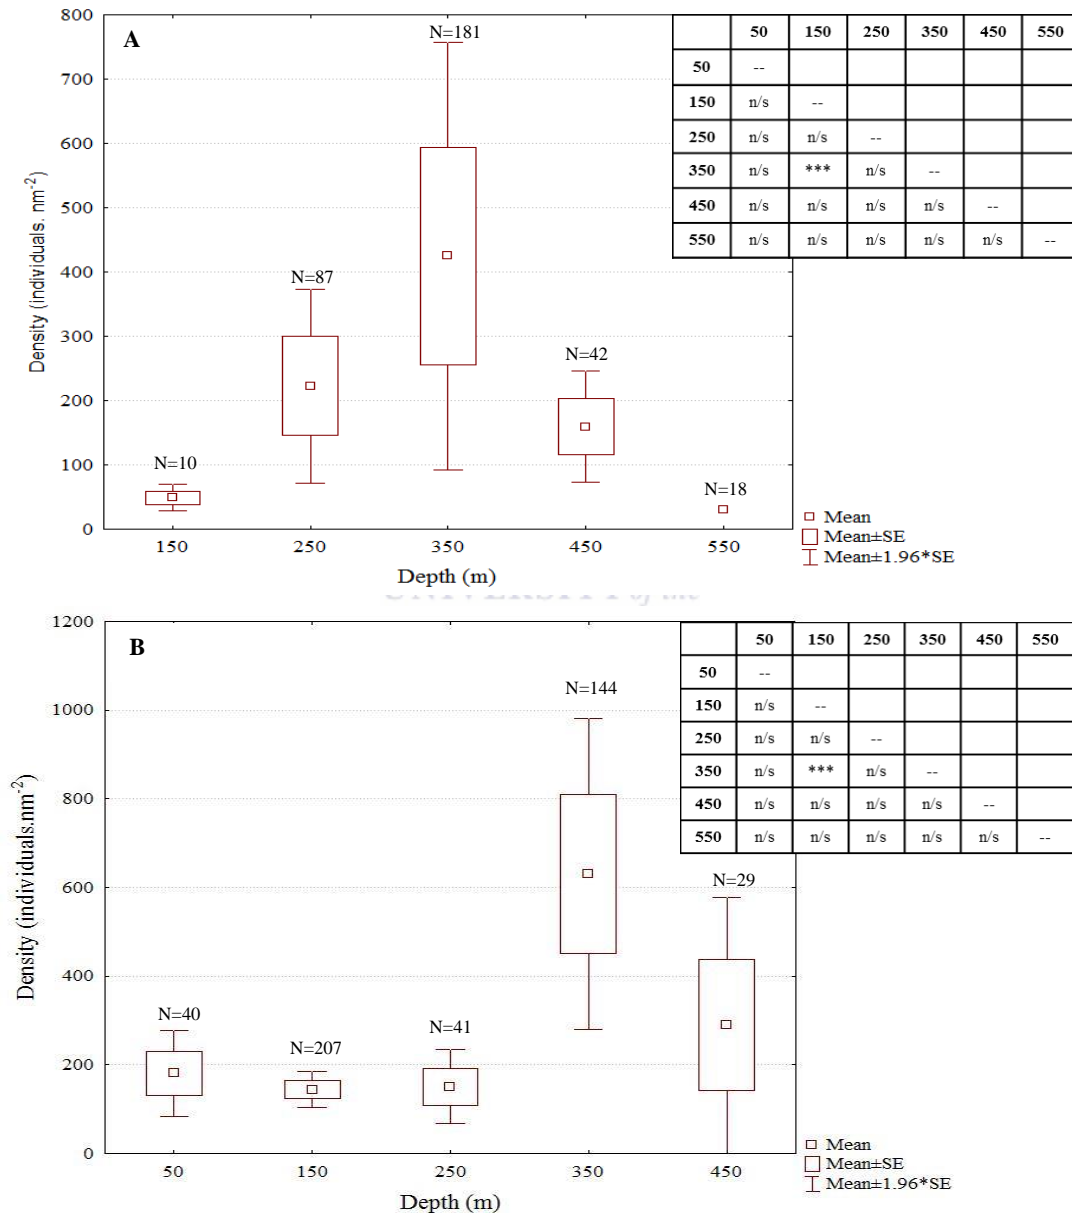 A
Density (individuals. nm-2)
800
700
600
500
400
300
200
100
0
N=10
N=87
N=181
N=42
N=18
150 250 350 450 550
Depth (m)
Mean
Mean±SE
Mean±1.96*SE
50 150 250 350 450 550
50 --
150 n/s --
250 n/s n/s --
350 n/s *** n/s --
450 n/s n/s n/s n/s --
550 n/s n/s n/s n/s n/s --
UNIVERSITY of the
B
Density (individuals.nm-2)
1200
1000
800
600
400
200
0
N=40
N=207
N=41
N=144
N=29
50 150 250 350 450
Depth (m)
Mean
Mean±SE
Mean±1.96*SE
50 150 250 350 450 550
50 --
150 n/s --
250 n/s n/s --
350 n/s *** n/s --
450 n/s n/s n/s n/s --
550 n/s n/s n/s n/s n/s --